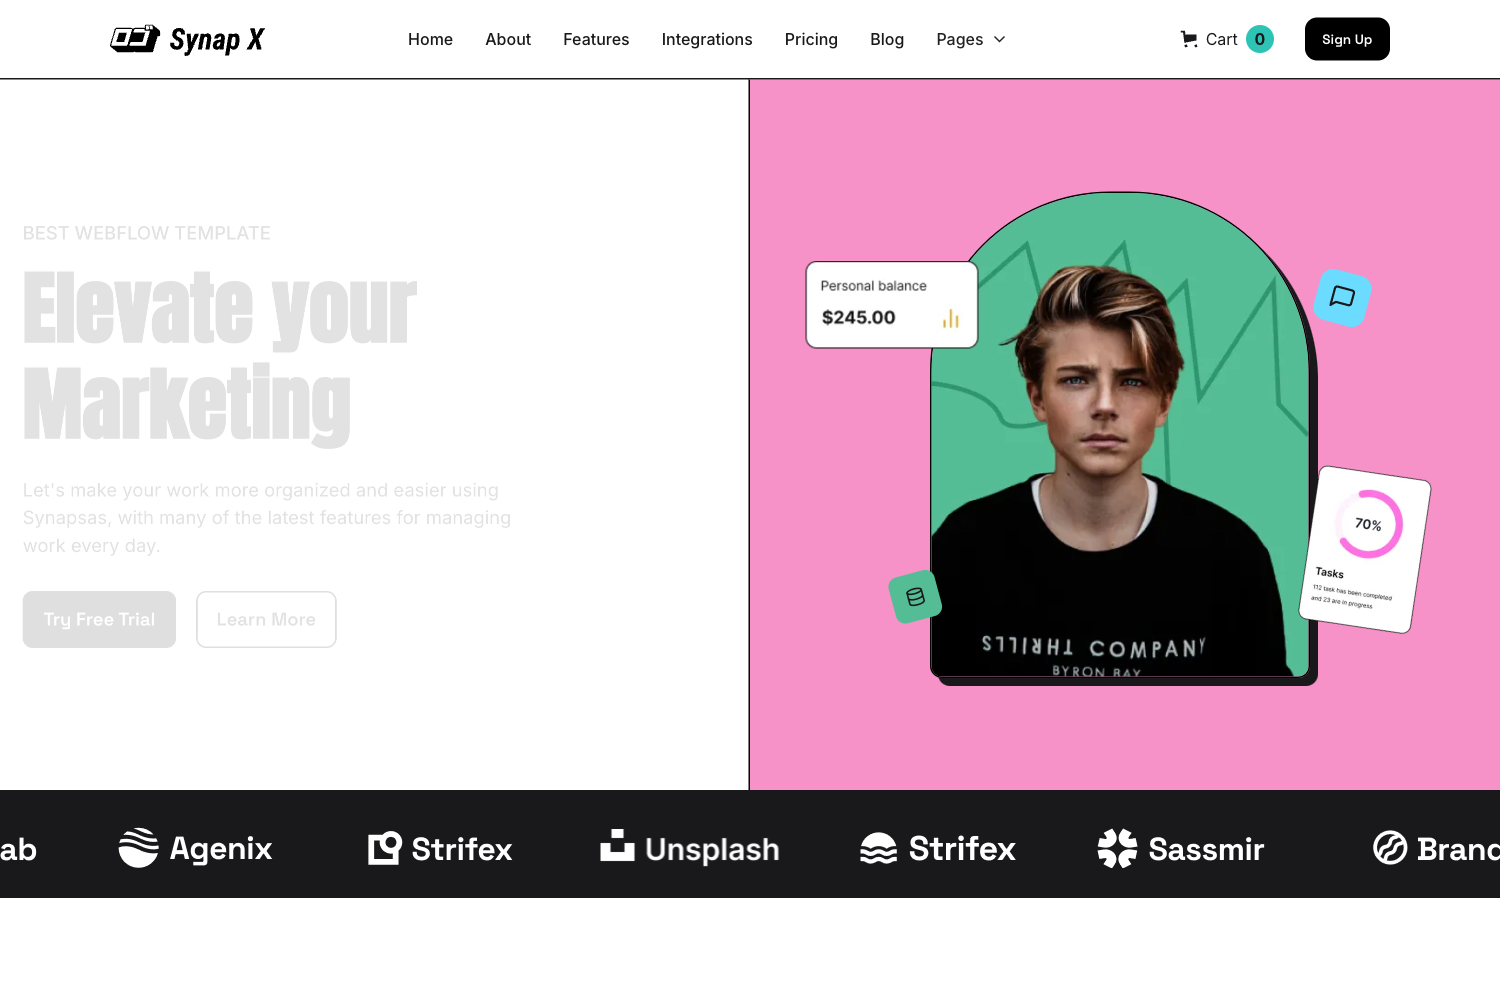 Synap X
Home
About
Features
Integrations
Pricing
Blog
Pages
Cart
0
Sign Up
BEST WEBFLOW TEMPLATE
Elevate your
Marketing
Let's make your work more organized and easier using
Synapsas, with many of the latest features for managing
work every day.
Try Free Trial
Learn More
Personal balance
$245.00
70%
Tasks
112 task has been completed
and 23 are in progress
THRILLS COMPANY
BYRON BAY
ab
Agenix
Strifex
Unsplash
Strifex
Sassmir
Brand